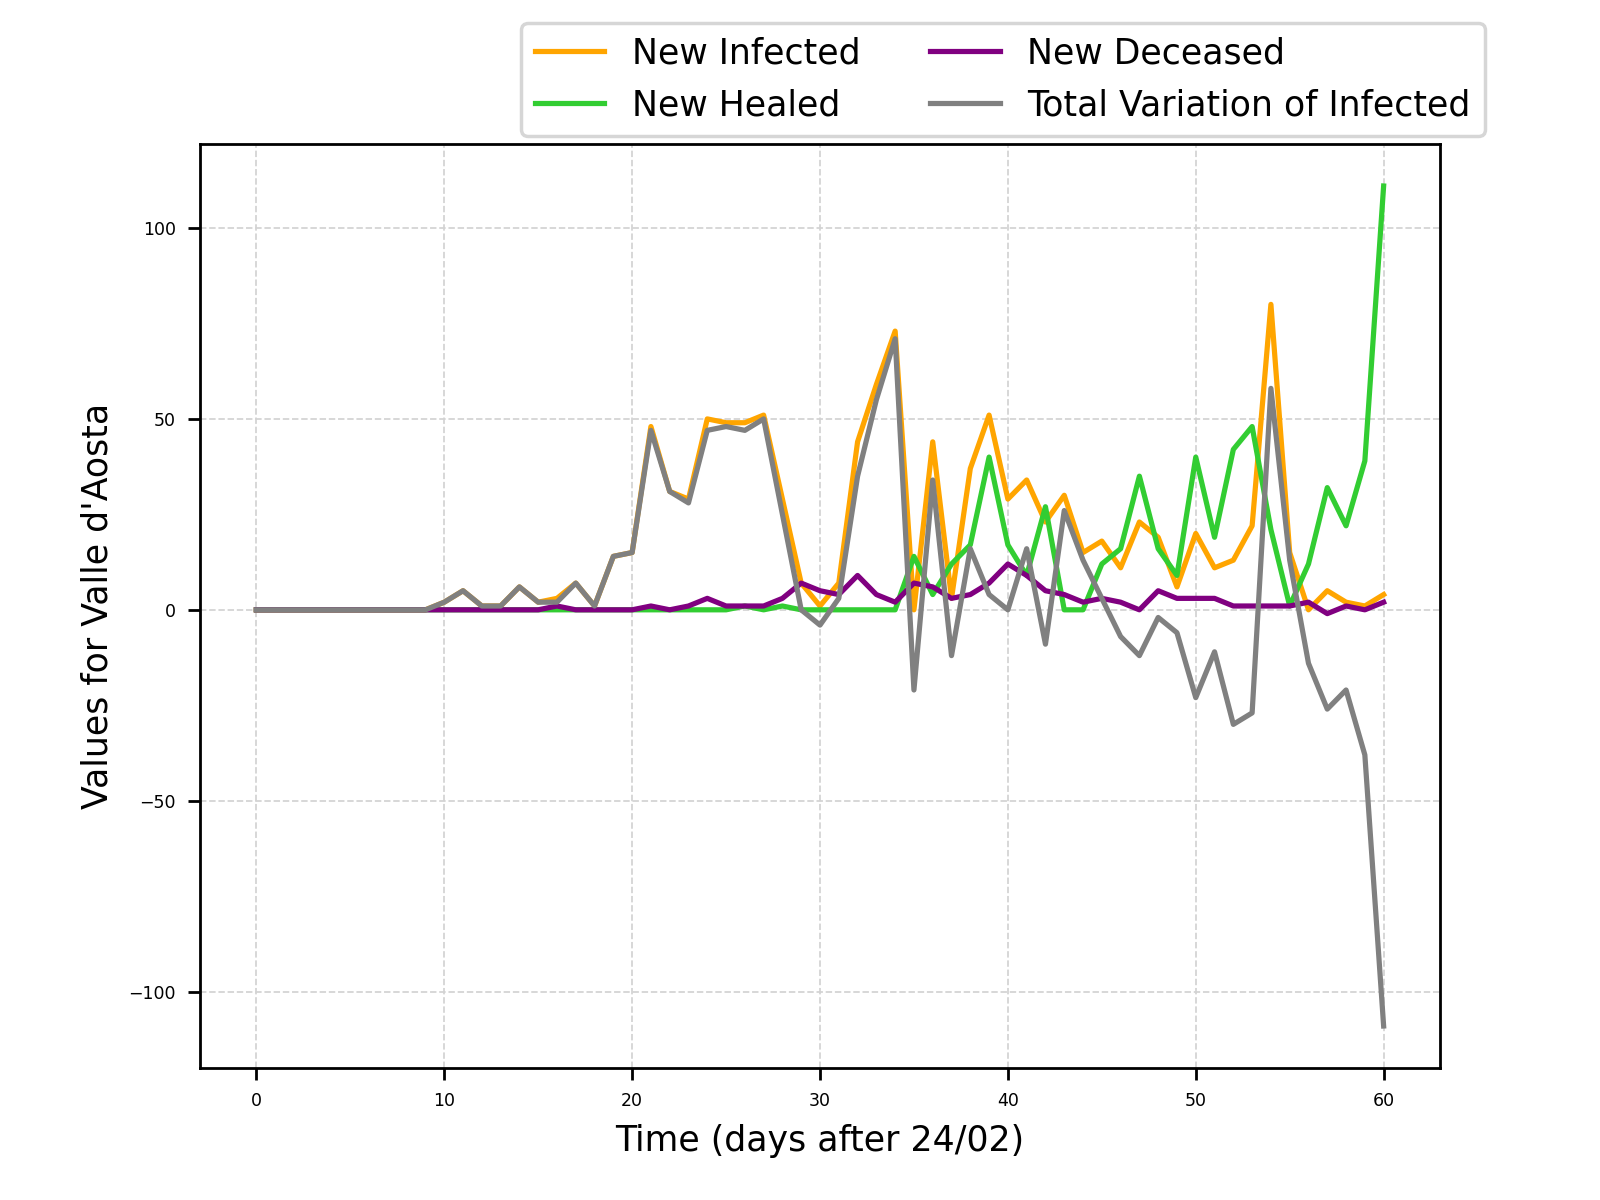 New Infected
New Healed
New Deceased
Total Variation of Infected
100
50
0
−50
−100
Values for Valle d'Aosta
0 10 20 30 40 50 60
Time (days after 24/02)